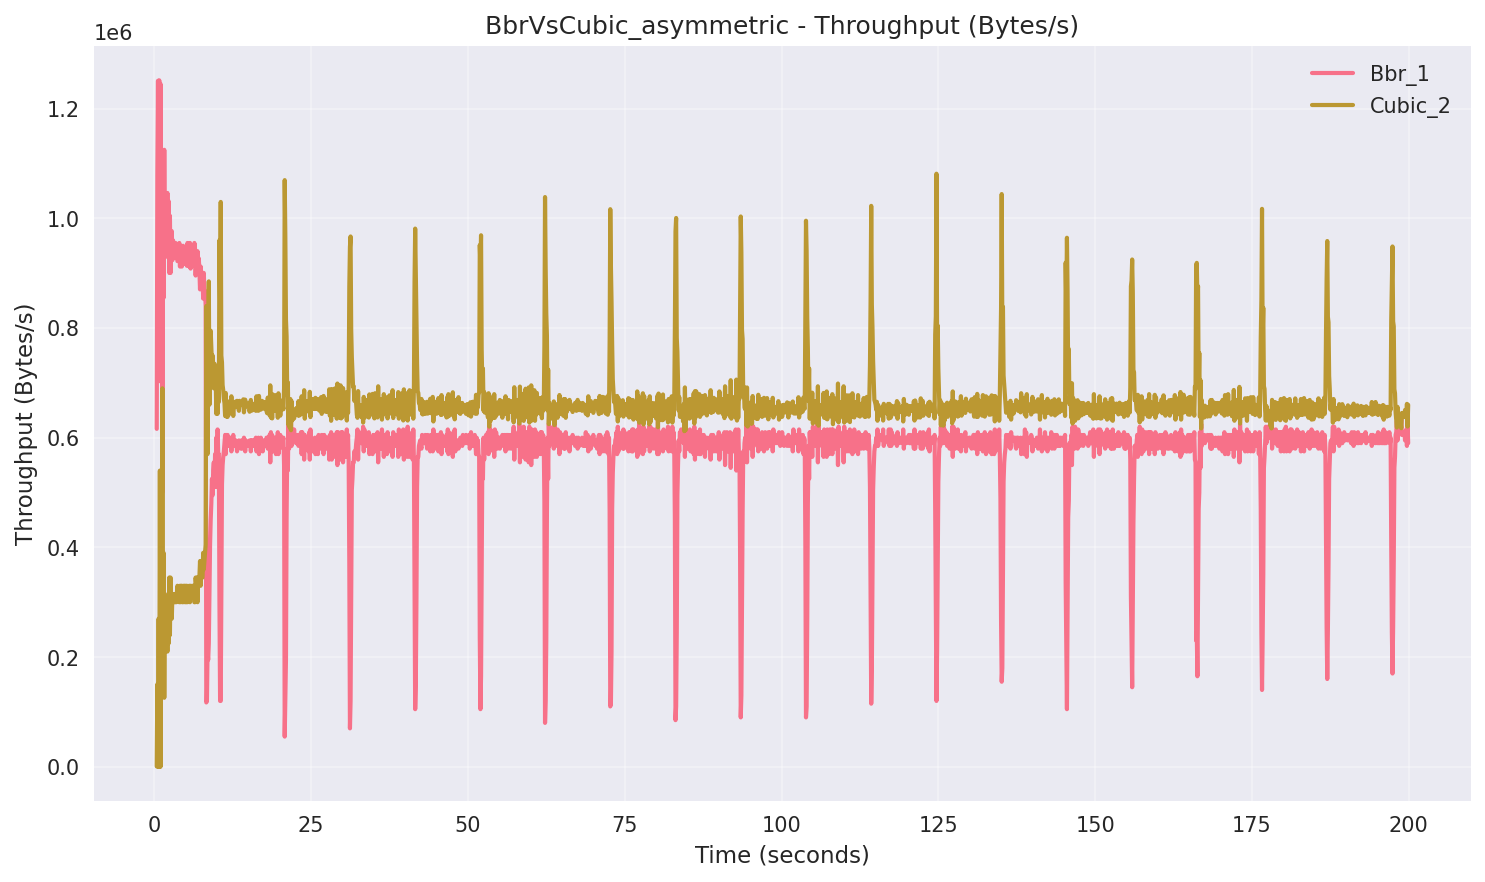 BbrVsCubic_asymmetric - Throughput (Bytes/s)
1e6
Bbr_1
Cubic_2
1.2
1.0
0.8
0.6
0.4
0.2
0.0
Throughput (Bytes/s)
0 25 50 75 100 125 150 175 200
Time (seconds)